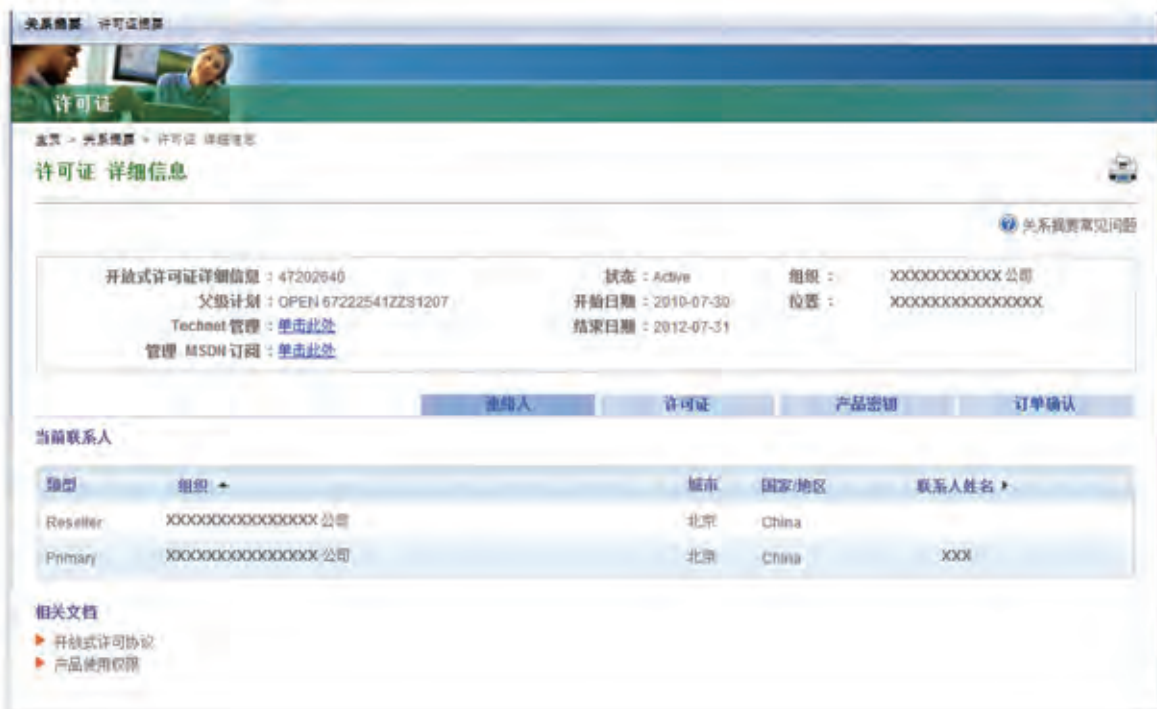 关系摘要 许可证摘要
许可证
主页 > 关系摘要 > 许可证 详细信息
许可证 详细信息
关系摘要常见问题
开放式许可证详细信息 : 47202640 状态 : Active 组织 : XXXXXXXXXXX 公司
父级计划 : OPEN 67222541ZZS1207 开始日期 : 2010-07-30 位置 : XXXXXXXXXXXXXXX
Technet 管理 : 单击此处 结束日期 : 2012-07-31
管理 MSDN 订阅 : 单击此处
连络人 许可证 产品密钥 订单确认
当前联系人
类型 组织 城市 国家/地区 联系人姓名
Reseller XXXXXXXXXXXXXXX 公司 北京 China
Primary XXXXXXXXXXXXXXX 公司 北京 China XXX
相关文档
开放式许可协议
产品使用权限